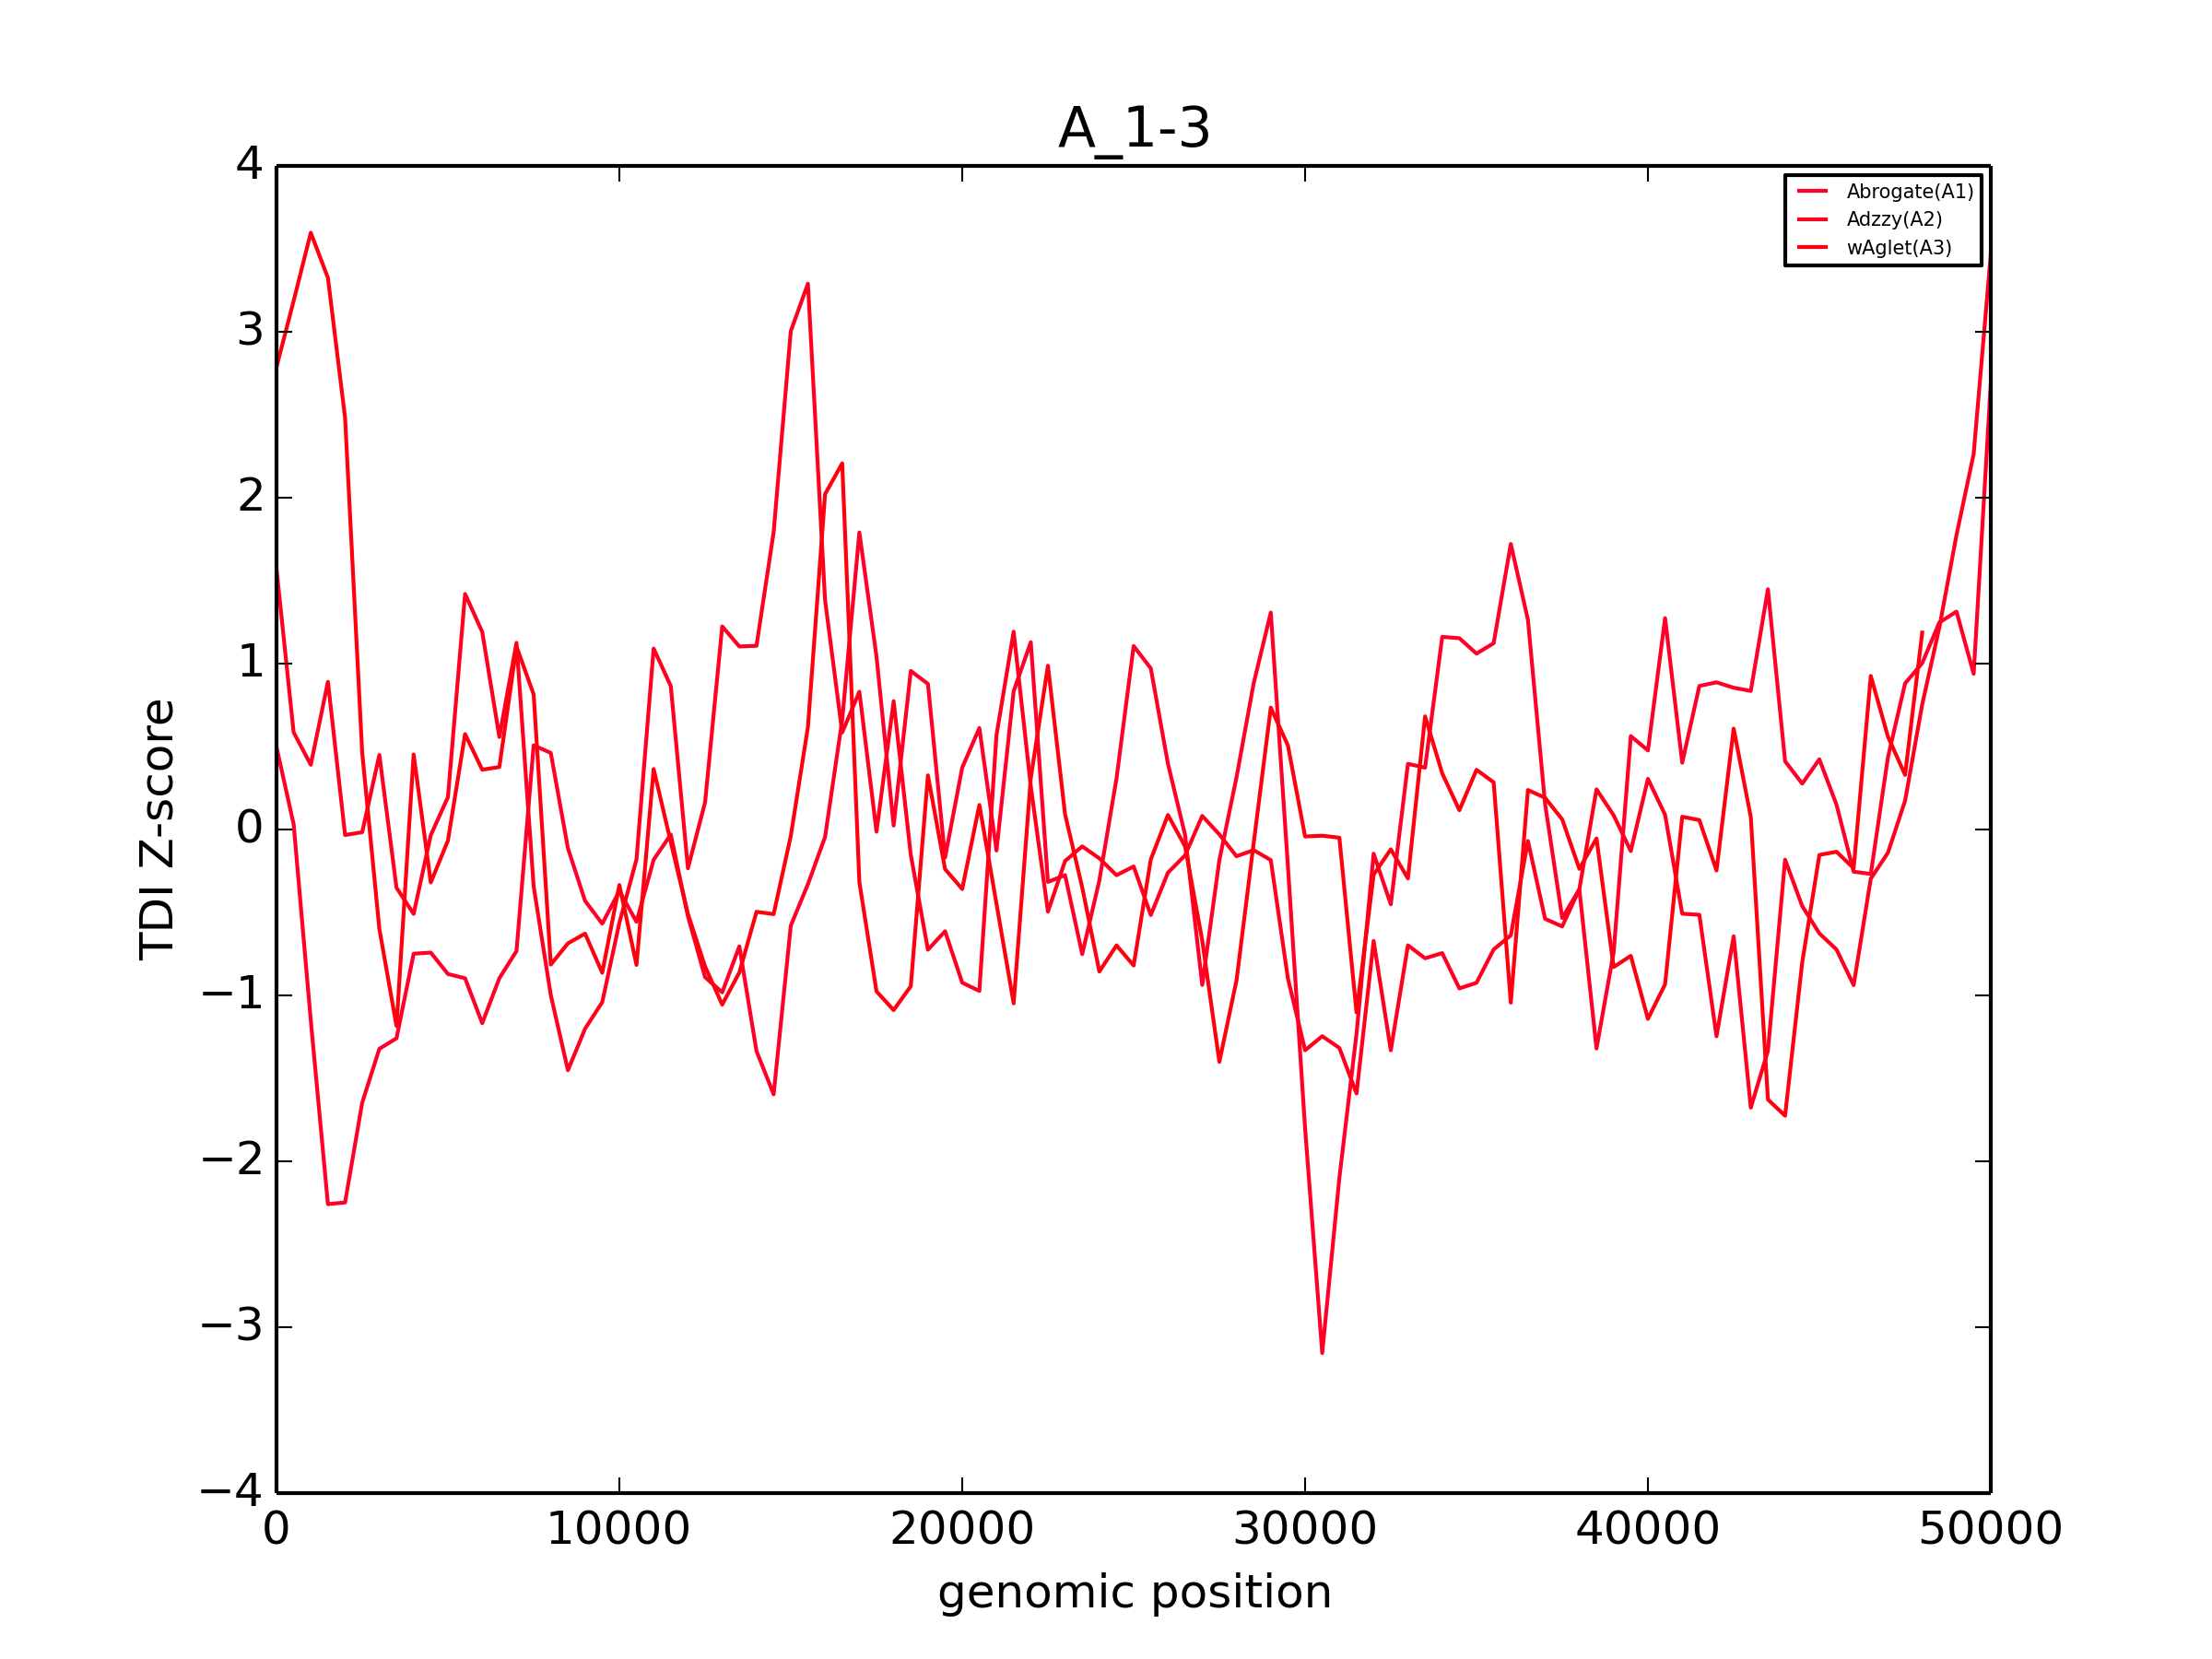 A_1-3
Abrogate(A1)
Adzzy(A2)
wAglet(A3)
TDI Z-score
4
3
2
1
0
−1
−2
−3
−4
0 10000 20000 30000 40000 50000
genomic position